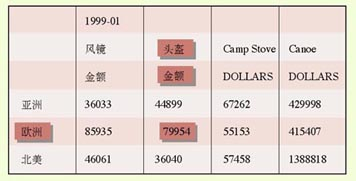 1999-01
风镜 头盔 Camp Stove Canoe
金额 金额 DOLLARS DOLLARS
亚洲 36033 44899 67262 429998
欧洲 85935 79954 55153 415407
北美 46061 36040 57458 1388818